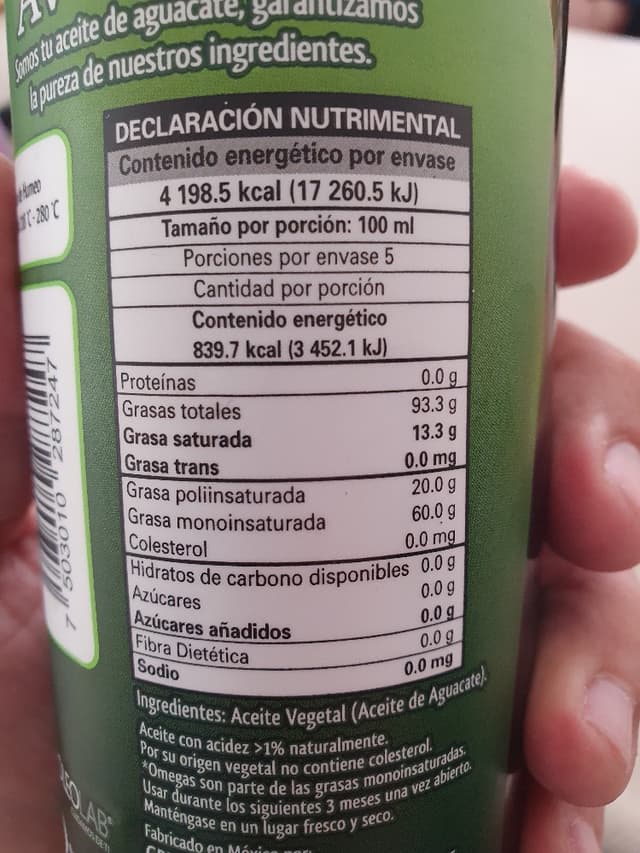 Somos tu aceite de aguacate, garantizamos
la pureza de nuestros ingredientes.
DECLARACIÓN NUTRIMENTAL
Contenido energético por envase
4 198.5 kcal (17 260.5 kJ)
Tamaño por porción: 100 ml
Porciones por envase 5
Cantidad por porción
Contenido energético
839.7 kcal (3 452.1 kJ)
Proteínas 0.0 g
Grasas totales 93.3 g
Grasa saturada 13.3 g
Grasa trans 0.0 mg
Grasa poliinsaturada 20.0 g
Grasa monoinsaturada 60.0 g
Colesterol 0.0 mg
Hidratos de carbono disponibles 0.0 g
Azúcares 0.0 g
Azúcares añadidos 0.0 g
Fibra Dietética 0.0 g
Sodio 0.0 mg
Ingredientes: Aceite Vegetal (Aceite de Aguacate).
Aceite con acidez >1% naturalmente.
Por su origen vegetal no contiene colesterol.
*Omegas son parte de las grasas monoinsaturadas.
Usar durante los siguientes 3 meses una vez abierto.
Manténgase en un lugar fresco y seco.
Fabricado en México por:
Humeo
°C-280 °C
7 503010 287247